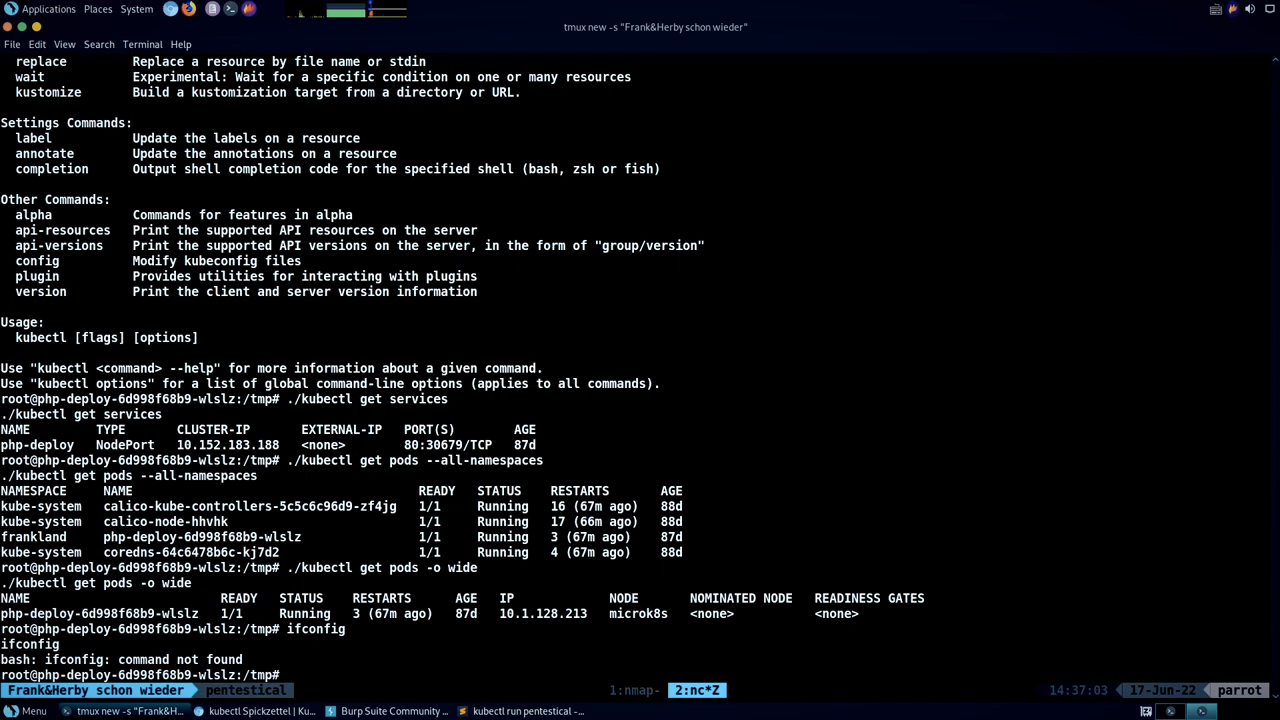 Applications Places System
tmux new -s "Frank&Herby schon wieder"
File Edit View Search Terminal Help
replace Replace a resource by file name or stdin
wait Experimental: Wait for a specific condition on one or many resources
kustomize Build a kustomization target from a directory or URL.
Settings Commands:
label Update the labels on a resource
annotate Update the annotations on a resource
completion Output shell completion code for the specified shell (bash, zsh or fish)
Other Commands:
alpha Commands for features in alpha
api-resources Print the supported API resources on the server
api-versions Print the supported API versions on the server, in the form of "group/version"
config Modify kubeconfig files
plugin Provides utilities for interacting with plugins
version Print the client and server version information
Usage:
kubectl [flags] [options]
Use "kubectl <command> --help" for more information about a given command.
Use "kubectl options" for a list of global command-line options (applies to all commands).
root@php-deploy-6d998f68b9-wlslz:/tmp# ./kubectl get services
./kubectl get services
NAME TYPE CLUSTER-IP EXTERNAL-IP PORT(S) AGE
php-deploy NodePort 10.152.183.188 <none> 80:30679/TCP 87d
root@php-deploy-6d998f68b9-wlslz:/tmp# ./kubectl get pods --all-namespaces
./kubectl get pods --all-namespaces
NAMESPACE NAME READY STATUS RESTARTS AGE
kube-system calico-kube-controllers-5c5c6c96d9-zf4jg 1/1 Running 16 (67m ago) 88d
kube-system calico-node-hhvhk 1/1 Running 17 (66m ago) 88d
frankland php-deploy-6d998f68b9-wlslz 1/1 Running 3 (67m ago) 87d
kube-system coredns-64c6478b6c-kj7d2 1/1 Running 4 (67m ago) 88d
root@php-deploy-6d998f68b9-wlslz:/tmp# ./kubectl get pods -o wide
./kubectl get pods -o wide
NAME READY STATUS RESTARTS AGE IP NODE NOMINATED NODE READINESS GATES
php-deploy-6d998f68b9-wlslz 1/1 Running 3 (67m ago) 87d 10.1.128.213 microk8s <none> <none>
root@php-deploy-6d998f68b9-wlslz:/tmp# ifconfig
ifconfig
bash: ifconfig: command not found
root@php-deploy-6d998f68b9-wlslz:/tmp#
Frank&Herby schon wieder pentestical 1:nmap- 2:nc*Z 14:37:03 17-Jun-22 parrot
Menu tmux new -s "Frank&H... kubectl Spickzettel | Ku... Burp Suite Community ... kubectl run pentestical -...